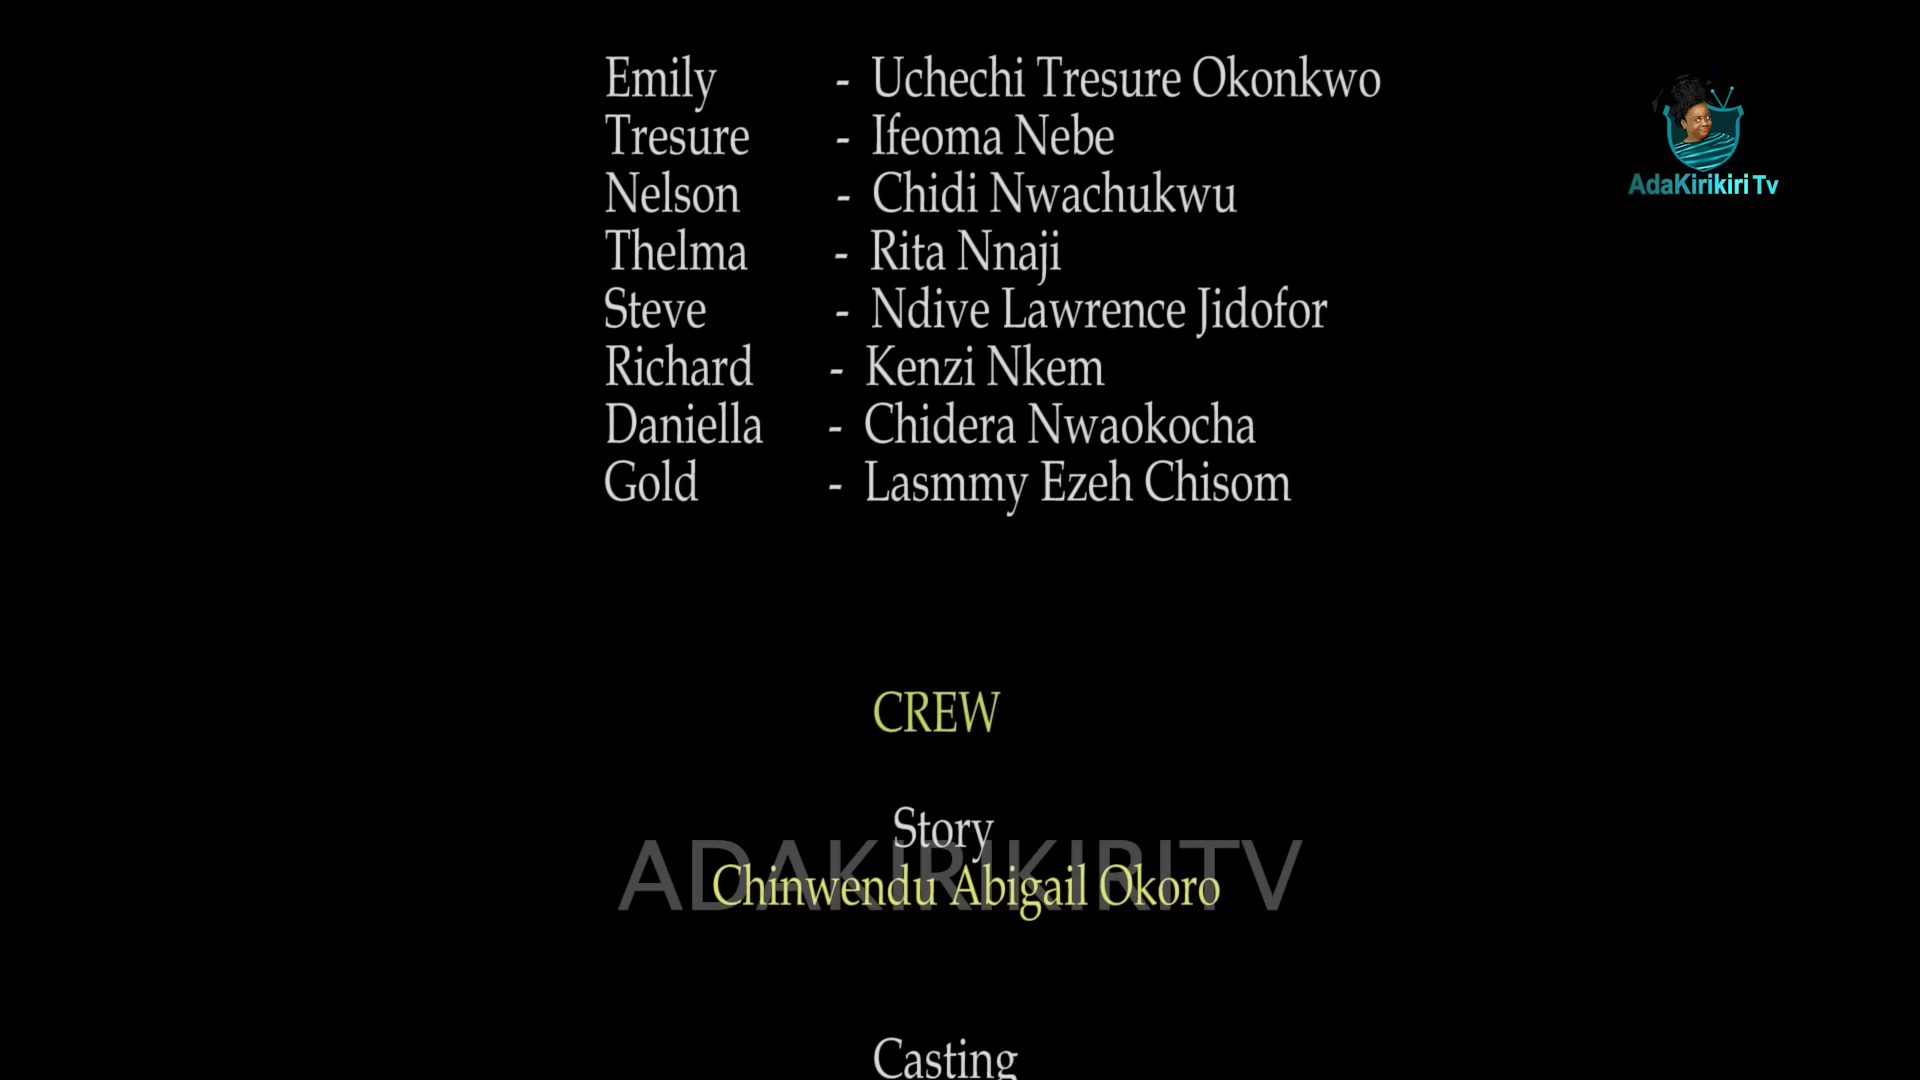 Emily - Uchechi Tresure Okonkwo
Tresure - Ifeoma Nebe
Nelson - Chidi Nwachukwu
Thelma - Rita Nnaji
Steve - Ndive Lawrence Jidofor
Richard - Kenzi Nkem
Daniella - Chidera Nwaokocha
Gold - Lasmmy Ezeh Chisom
AdaKirikiri Tv
CREW
Story
ADAKIRIKIRITV
Chinwendu Abigail Okoro
Casting